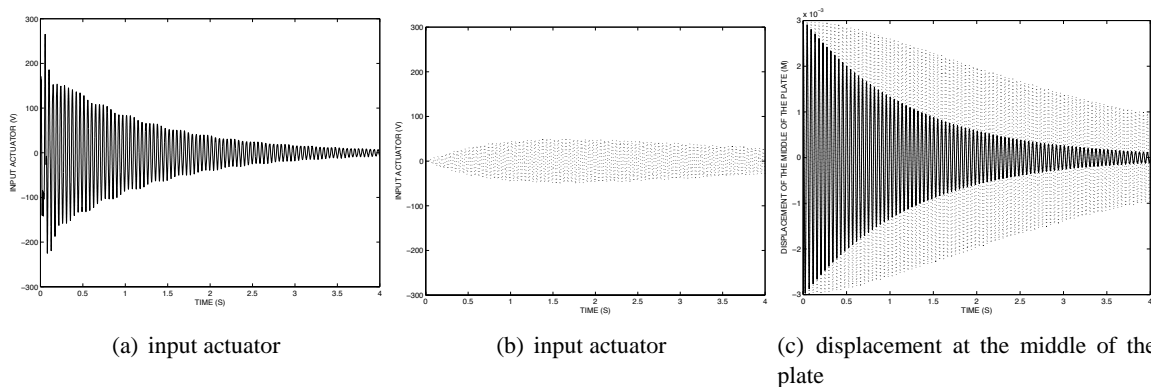 300
200
100
0
−100
−200
−300
INPUT ACTUATOR (V)
0 0.5 1 1.5 2 2.5 3 3.5 4
TIME (S)
(a) input actuator
300
200
100
0
−100
−200
−300
INPUT ACTUATOR (V)
0 0.5 1 1.5 2 2.5 3 3.5 4
TIME (S)
(b) input actuator
x 10−3
3
2
1
0
−1
−2
−3
DISPLACEMENT OF THE MIDDLE OF THE PLATE (M)
0 0.5 1 1.5 2 2.5 3 3.5 4
TIME (S)
(c) displacement at the middle of the
plate